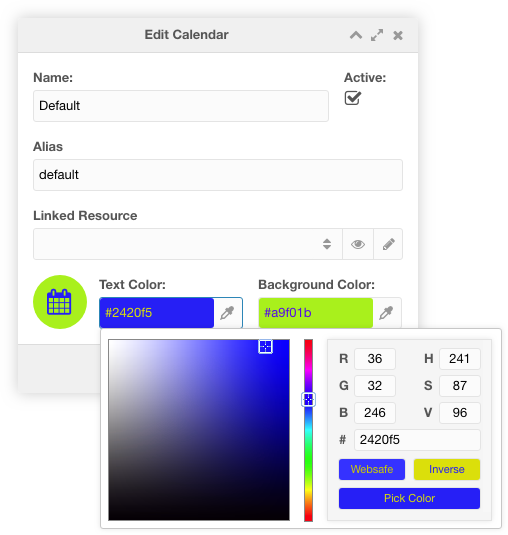 Edit Calendar
Name:
Active:
Default
Alias
default
Linked Resource
Text Color:
Background Color:
#2420f5
#a9f01b
R 36 H 241
G 32 S 87
B 246 V 96
# 2420f5
Websafe Inverse
Pick Color